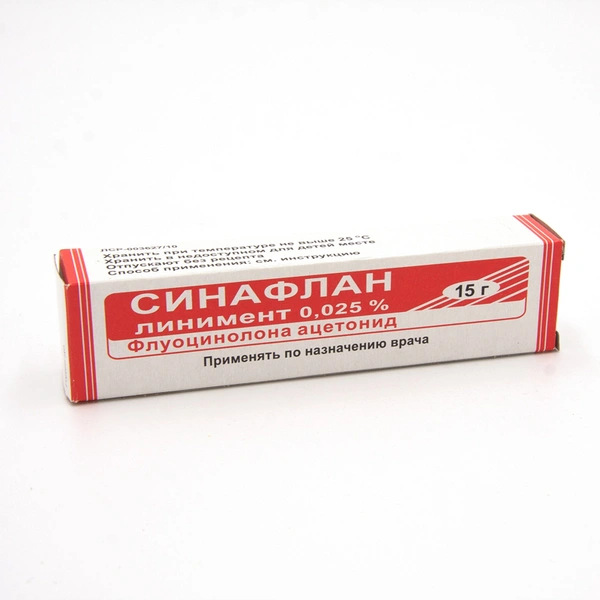 ЛСР-003627/10
Хранить при температуре не выше 25 °С
Хранить в недоступном для детей месте
Отпускают без рецепта
Способ применения: см. инструкцию
СИНАФЛАН
ЛИНИМЕНТ 0,025 %
Флуоцинолона ацетонид
15 г
Применять по назначению врача